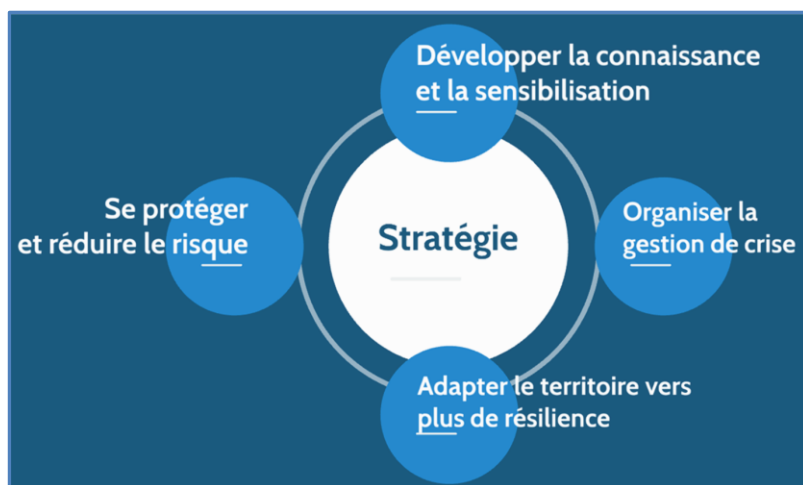 Développer la connaissance
et la sensibilisation
Se protéger
et réduire le risque
Stratégie
Organiser la
gestion de crise
Adapter le territoire vers
plus de résilience